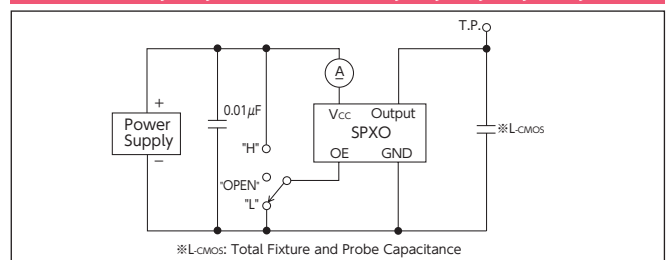 T.P.
A
+
0.01μF
Vcc Output
Power
Supply
SPXO
※L-CMOS
"H"
OE GND
−
"OPEN"
"L"
※L-CMOS: Total Fixture and Probe Capacitance